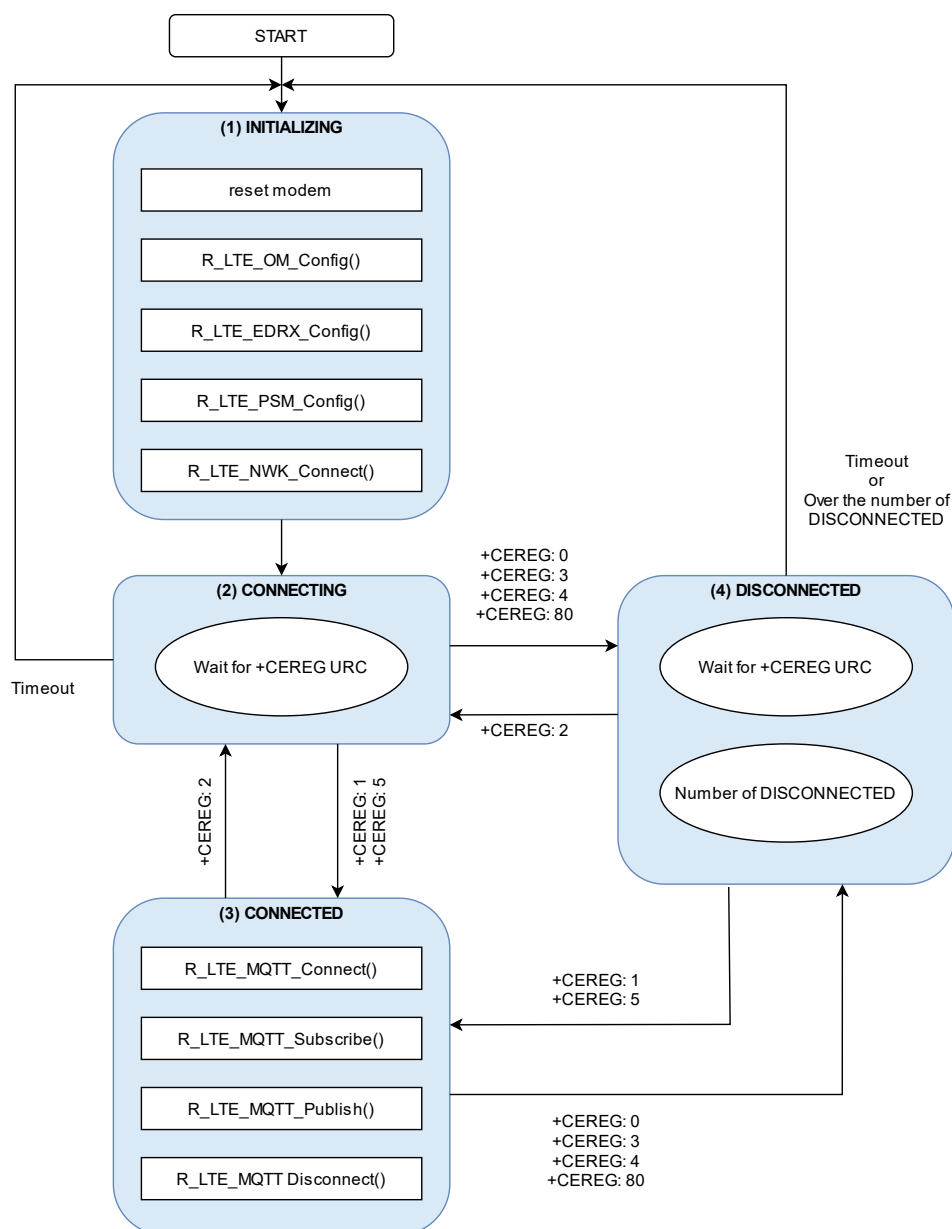 START
(1) INITIALIZING
reset modem
R_LTE_OM_Config()
R_LTE_EDRX_Config()
R_LTE_PSM_Config()
R_LTE_NWK_Connect()
Timeout
or
Over the number of
DISCONNECTED
+CEREG: 0
+CEREG: 3
+CEREG: 4
+CEREG: 80
(2) CONNECTING
Wait for +CEREG URC
Timeout
(4) DISCONNECTED
Wait for +CEREG URC
Number of DISCONNECTED
+CEREG: 2
+CEREG: 2
+CEREG: 1
+CEREG: 5
(3) CONNECTED
R_LTE_MQTT_Connect()
R_LTE_MQTT_Subscribe()
R_LTE_MQTT_Publish()
R_LTE_MQTT Disconnect()
+CEREG: 1
+CEREG: 5
+CEREG: 0
+CEREG: 3
+CEREG: 4
+CEREG: 80